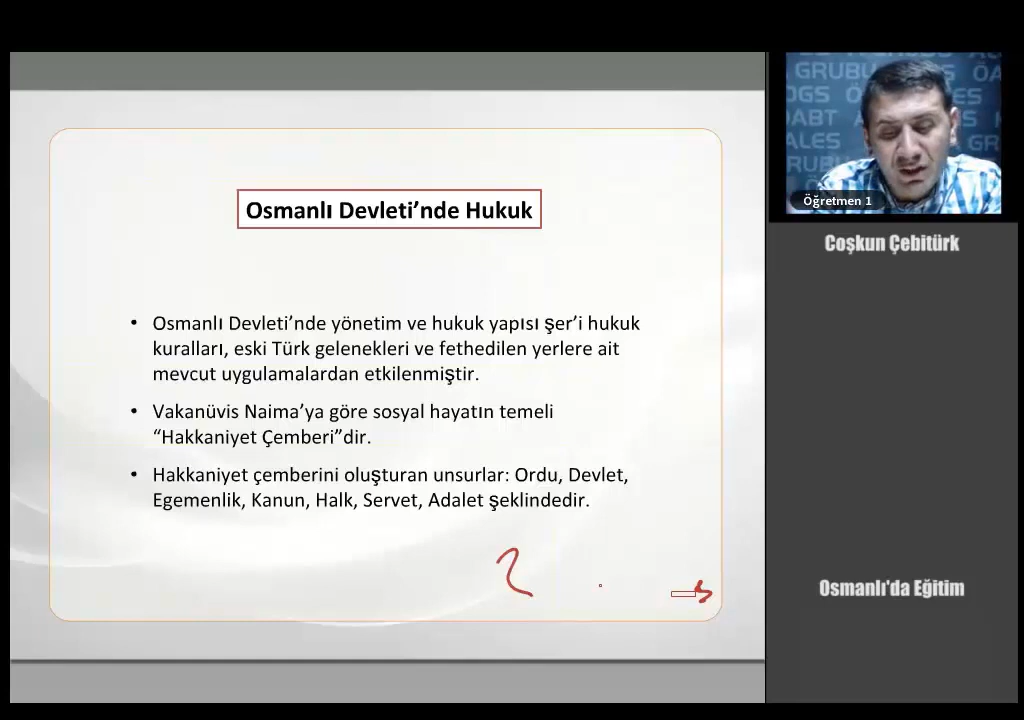 Osmanlı Devleti’nde Hukuk
• Osmanlı Devleti’nde yönetim ve hukuk yapısı şer’i hukuk
kuralları, eski Türk gelenekleri ve fethedilen yerlere ait
mevcut uygulamalardan etkilenmiştir.
• Vakanüvis Naima’ya göre sosyal hayatın temeli
“Hakkaniyet Çemberi”dir.
• Hakkaniyet çemberini oluşturan unsurlar: Ordu, Devlet,
Egemenlik, Kanun, Halk, Servet, Adalet şeklindedir.
GRUBU
ALES
Öğretmen 1
Coşkun Çebitürk
Osmanlı'da Eğitim